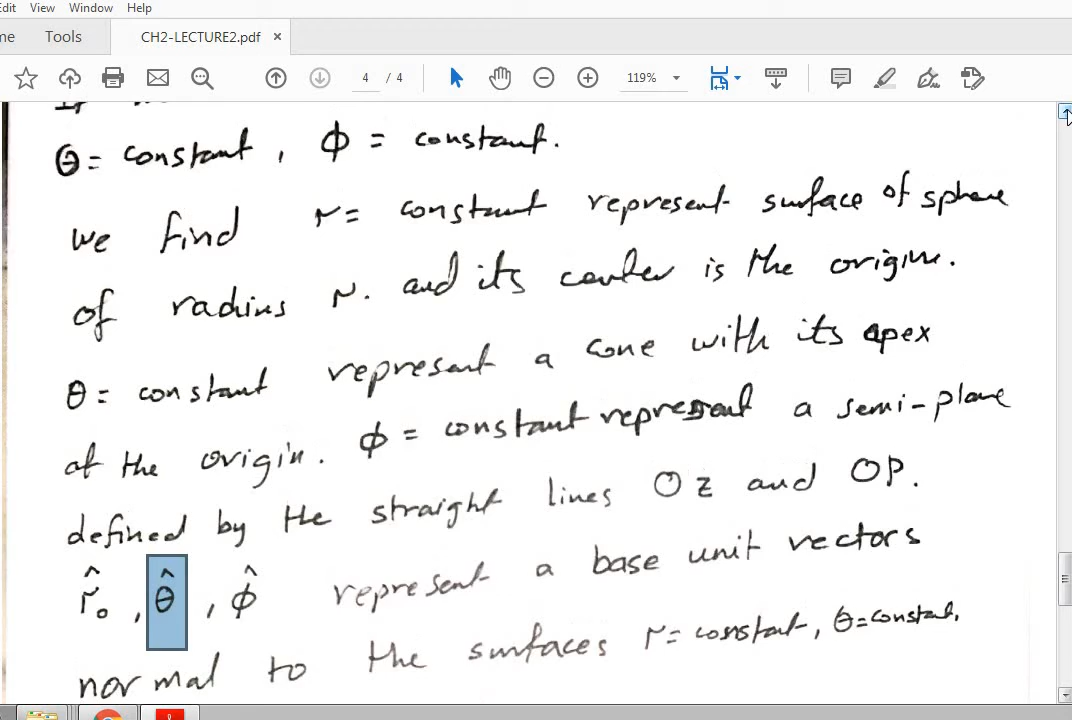 Edit View Window Help
me Tools CH2-LECTURE2.pdf ×
4 / 4 119%
θ = constant, ϕ = constant.
we find r = constant represent surface of sphere
of radius r. and its center is the origin.
θ = constant represent a cone with its apex
at the origin. ϕ = constant represent a semi-plane
defined by the straight lines OZ and OP.
r̂₀, θ̂, ϕ̂ represent a base unit vectors
normal to the surfaces r = constant, θ = constant,